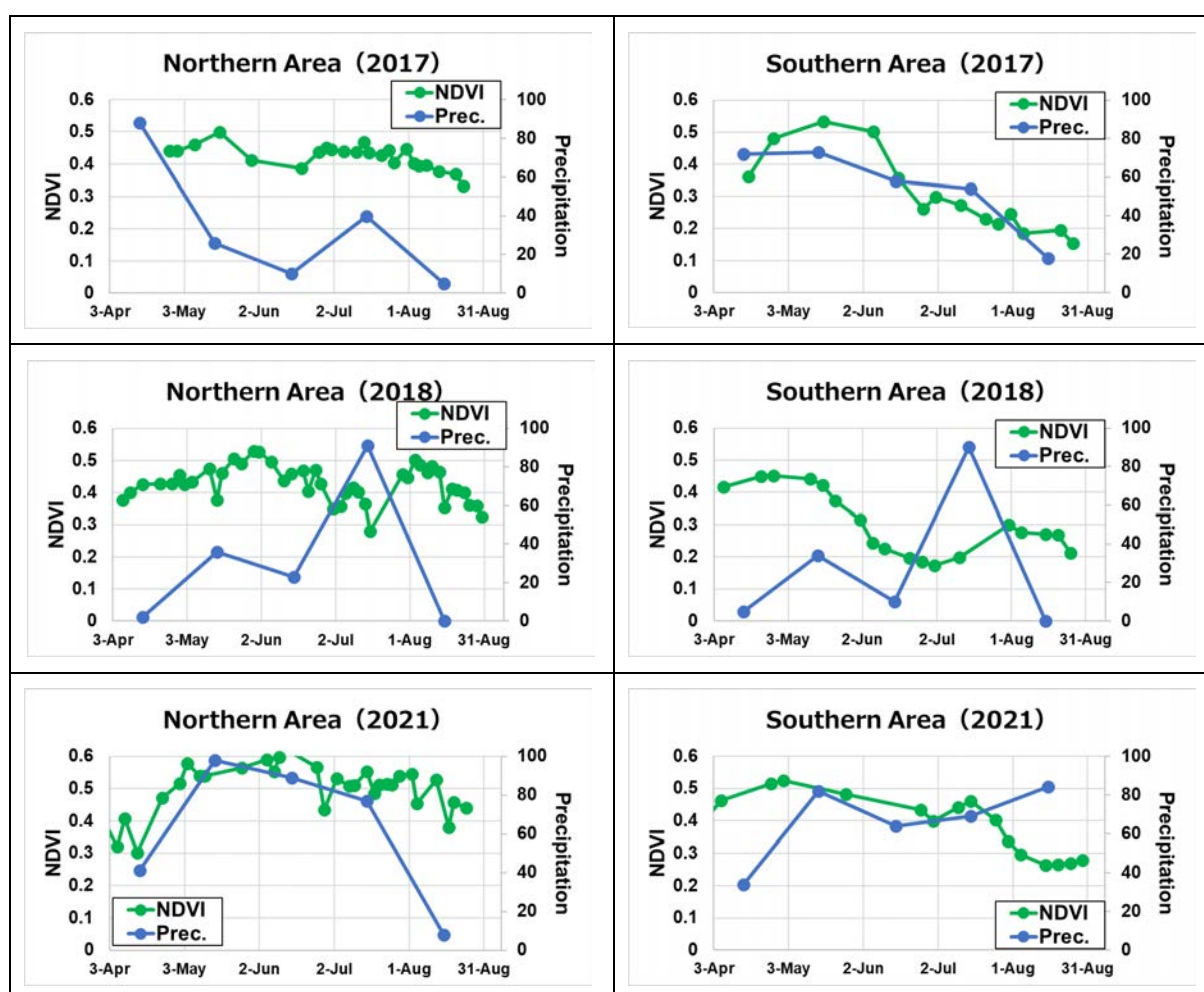 Northern Area（2017）
NDVI
Prec.
0.6
0.5
0.4
0.3
0.2
0.1
0
NDVI
100
80
60
40
20
0
Precipitation
3-Apr 3-May 2-Jun 2-Jul 1-Aug 31-Aug
Southern Area（2017）
NDVI
Prec.
0.6
0.5
0.4
0.3
0.2
0.1
0
NDVI
100
80
60
40
20
0
Precipitation
3-Apr 3-May 2-Jun 2-Jul 1-Aug 31-Aug
Northern Area（2018）
NDVI
Prec.
0.6
0.5
0.4
0.3
0.2
0.1
0
NDVI
100
80
60
40
20
0
Precipitation
3-Apr 3-May 2-Jun 2-Jul 1-Aug 31-Aug
Southern Area（2018）
NDVI
Prec.
0.6
0.5
0.4
0.3
0.2
0.1
0
NDVI
100
80
60
40
20
0
Precipitation
3-Apr 3-May 2-Jun 2-Jul 1-Aug 31-Aug
Northern Area（2021）
0.6
0.5
0.4
0.3
0.2
0.1
0
NDVI
100
80
60
40
20
0
Precipitation
NDVI
Prec.
3-Apr 3-May 2-Jun 2-Jul 1-Aug 31-Aug
Southern Area（2021）
0.6
0.5
0.4
0.3
0.2
0.1
0
NDVI
100
80
60
40
20
0
Precipitation
NDVI
Prec.
3-Apr 3-May 2-Jun 2-Jul 1-Aug 31-Aug